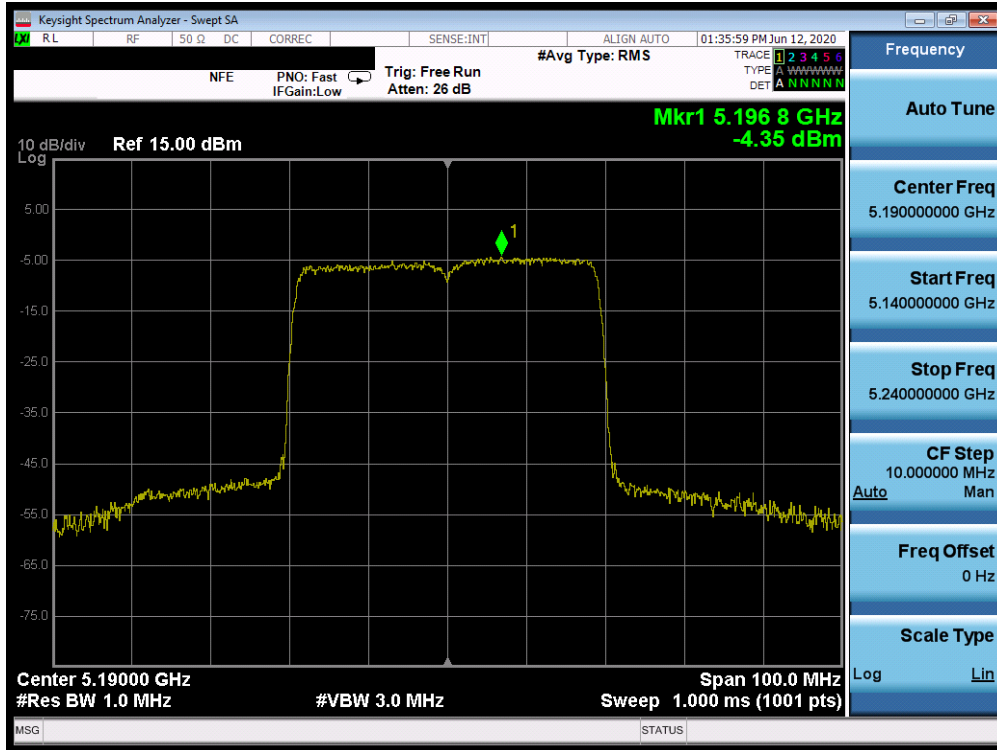 Keysight Spectrum Analyzer - Swept SA
LXI RL RF 50 Ω DC CORREC SENSE:INT ALIGN AUTO 01:35:59 PM Jun 12, 2020
#Avg Type: RMS TRACE 1 2 3 4 5 6
NFE PNO: Fast Trig: Free Run TYPE A WWWWW
IFGain:Low Atten: 26 dB DET A N N N N N
Mkr1 5.196 8 GHz
-4.35 dBm
10 dB/div Ref 15.00 dBm
Log
5.00
1
-5.00
-15.0
-25.0
-35.0
-45.0
-55.0
-65.0
-75.0
Center 5.19000 GHz Span 100.0 MHz
#Res BW 1.0 MHz #VBW 3.0 MHz Sweep 1.000 ms (1001 pts)
MSG STATUS
Frequency
Auto Tune
Center Freq
5.190000000 GHz
Start Freq
5.140000000 GHz
Stop Freq
5.240000000 GHz
CF Step
10.000000 MHz
Auto Man
Freq Offset
0 Hz
Scale Type
Log Lin